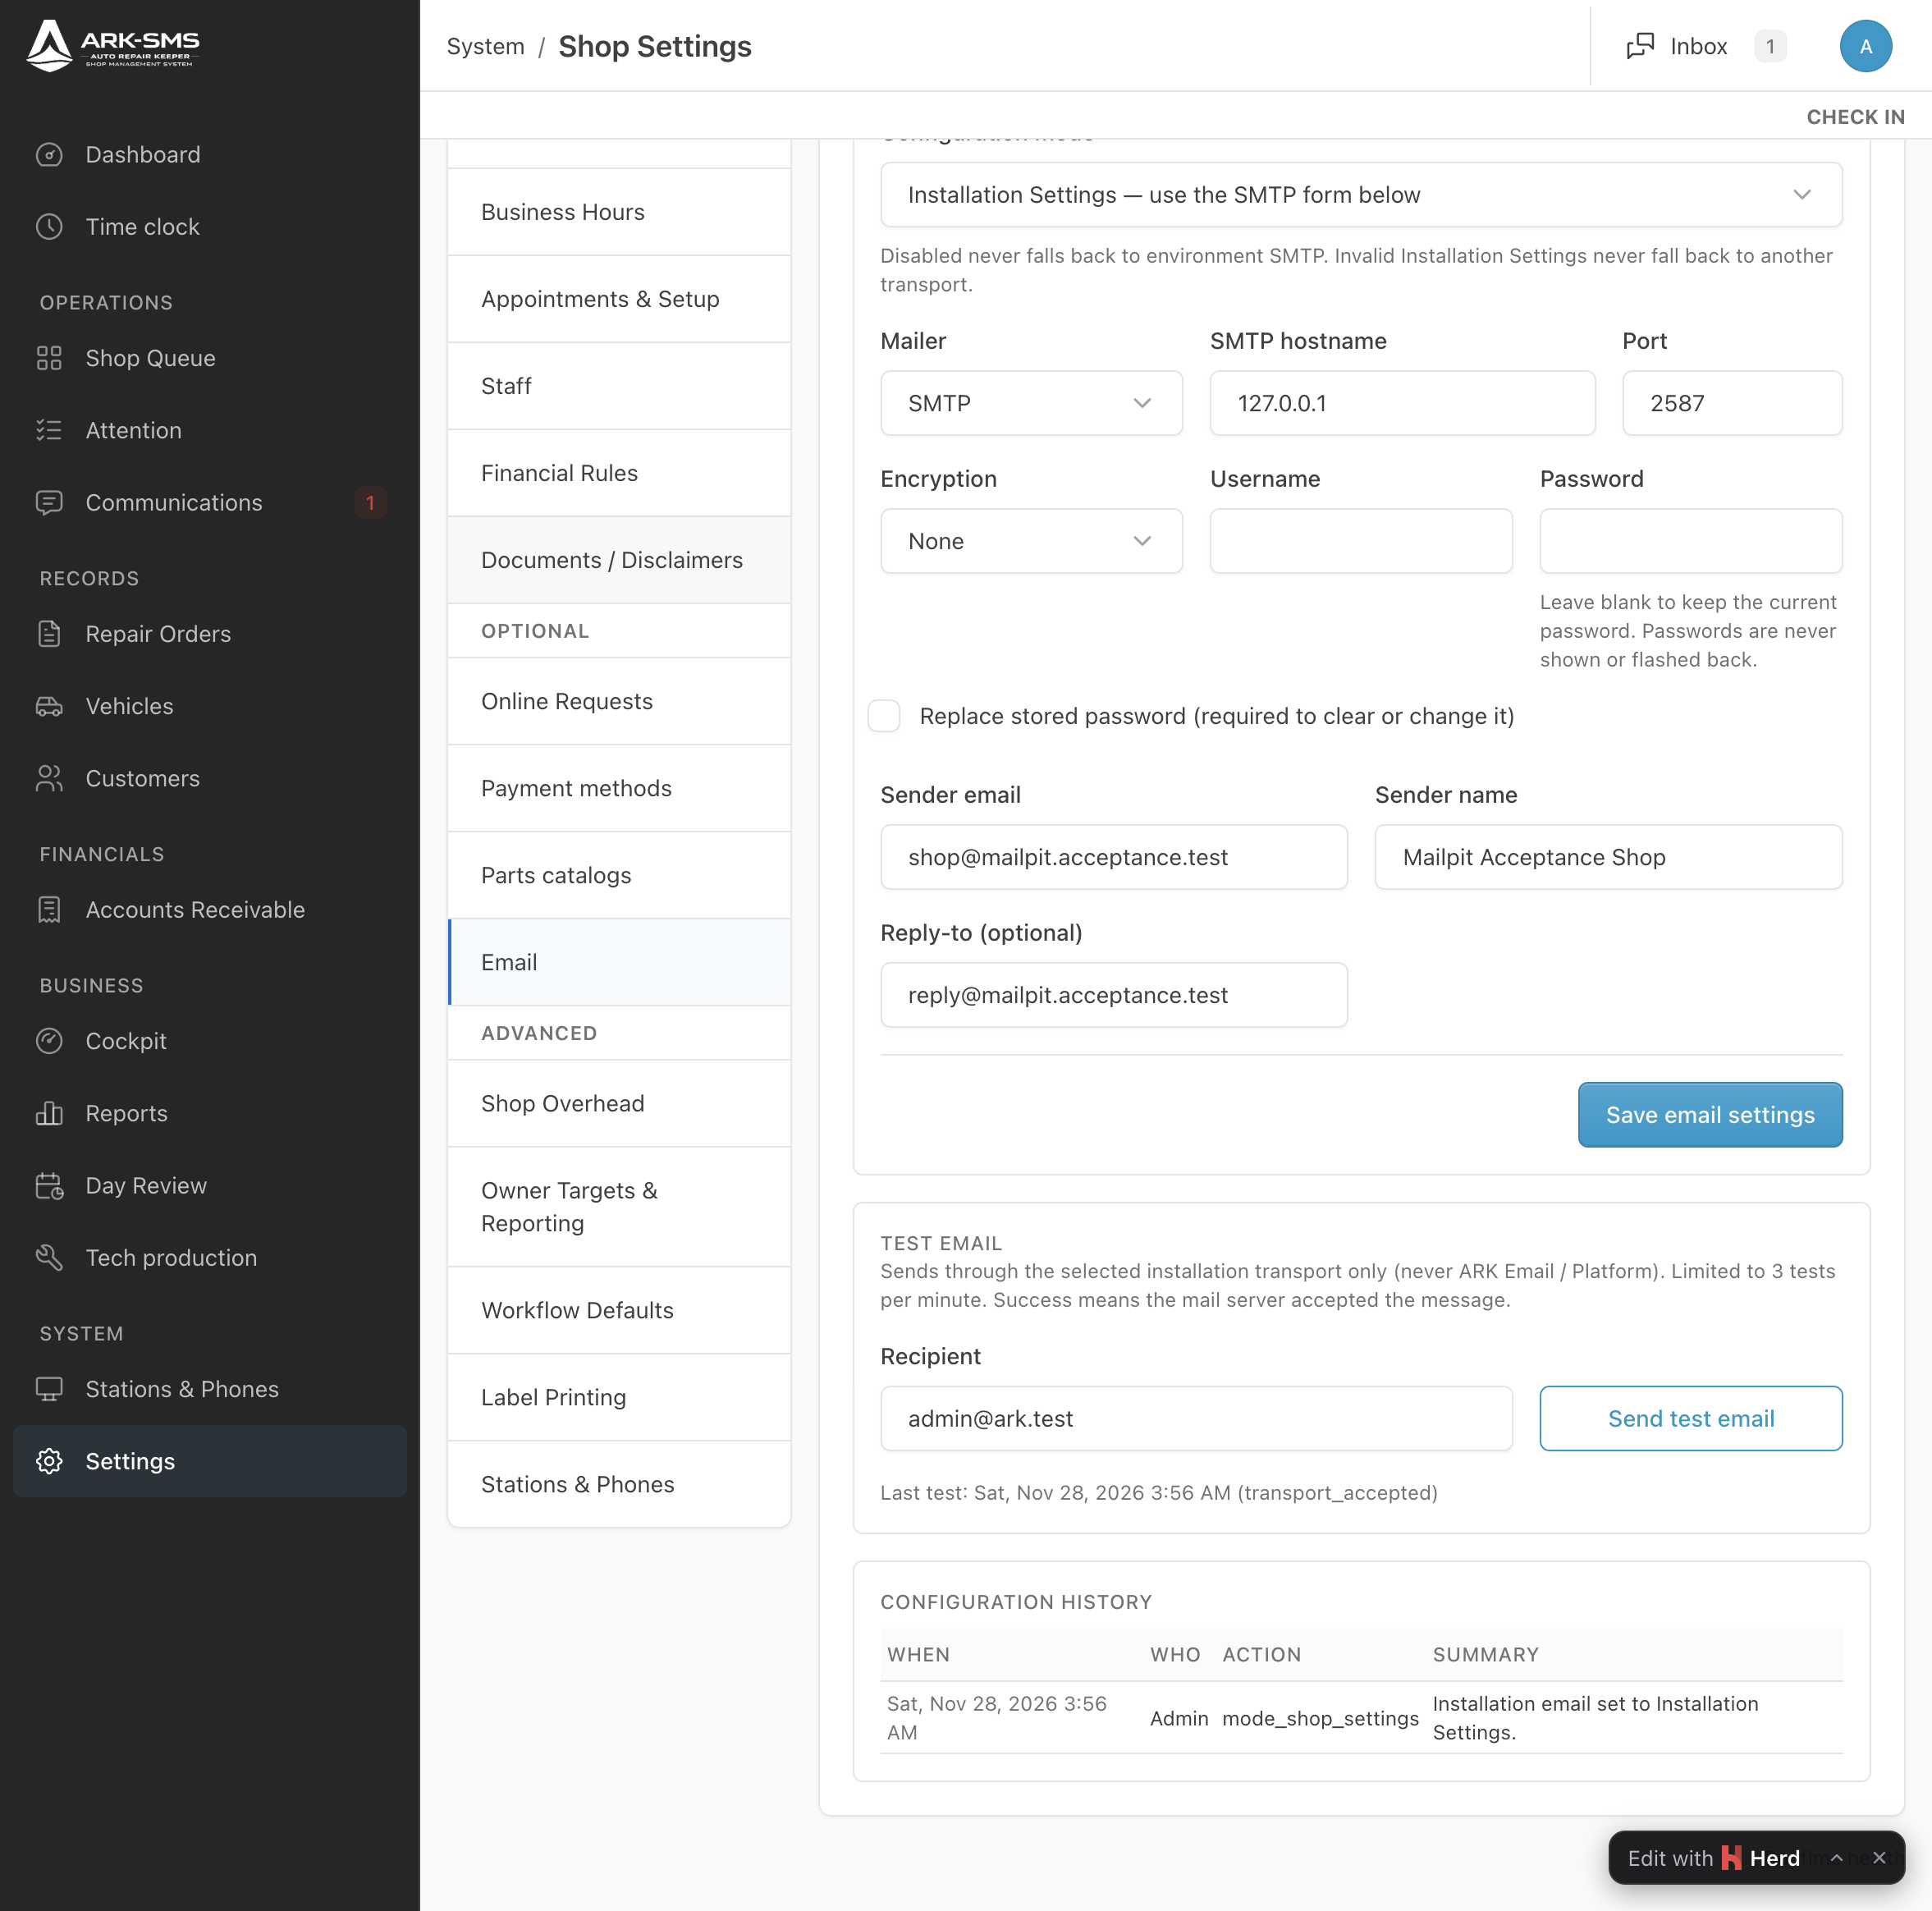 ARK-SMS
AUTO REPAIR KEEPER
SHOP MANAGEMENT SYSTEM
Dashboard
Time clock
OPERATIONS
Shop Queue
Attention
Communications 1
RECORDS
Repair Orders
Vehicles
Customers
FINANCIALS
Accounts Receivable
BUSINESS
Cockpit
Reports
Day Review
Tech production
SYSTEM
Stations & Phones
Settings
System / Shop Settings
Inbox 1
A
CHECK IN
Business Hours
Appointments & Setup
Staff
Financial Rules
Documents / Disclaimers
OPTIONAL
Online Requests
Payment methods
Parts catalogs
Email
ADVANCED
Shop Overhead
Owner Targets &
Reporting
Workflow Defaults
Label Printing
Stations & Phones
Configuration mode
Installation Settings — use the SMTP form below
Disabled never falls back to environment SMTP. Invalid Installation Settings never fall back to another
transport.
Mailer SMTP hostname Port
SMTP 127.0.0.1 2587
Encryption Username Password
None
Leave blank to keep the current
password. Passwords are never
shown or flashed back.
Replace stored password (required to clear or change it)
Sender email Sender name
shop@mailpit.acceptance.test Mailpit Acceptance Shop
Reply-to (optional)
reply@mailpit.acceptance.test
Save email settings
TEST EMAIL
Sends through the selected installation transport only (never ARK Email / Platform). Limited to 3 tests
per minute. Success means the mail server accepted the message.
Recipient
admin@ark.test Send test email
Last test: Sat, Nov 28, 2026 3:56 AM (transport_accepted)
CONFIGURATION HISTORY
WHEN WHO ACTION SUMMARY
Sat, Nov 28, 2026 3:56
AM
Admin mode_shop_settings
Installation email set to Installation
Settings.
Edit with Herd